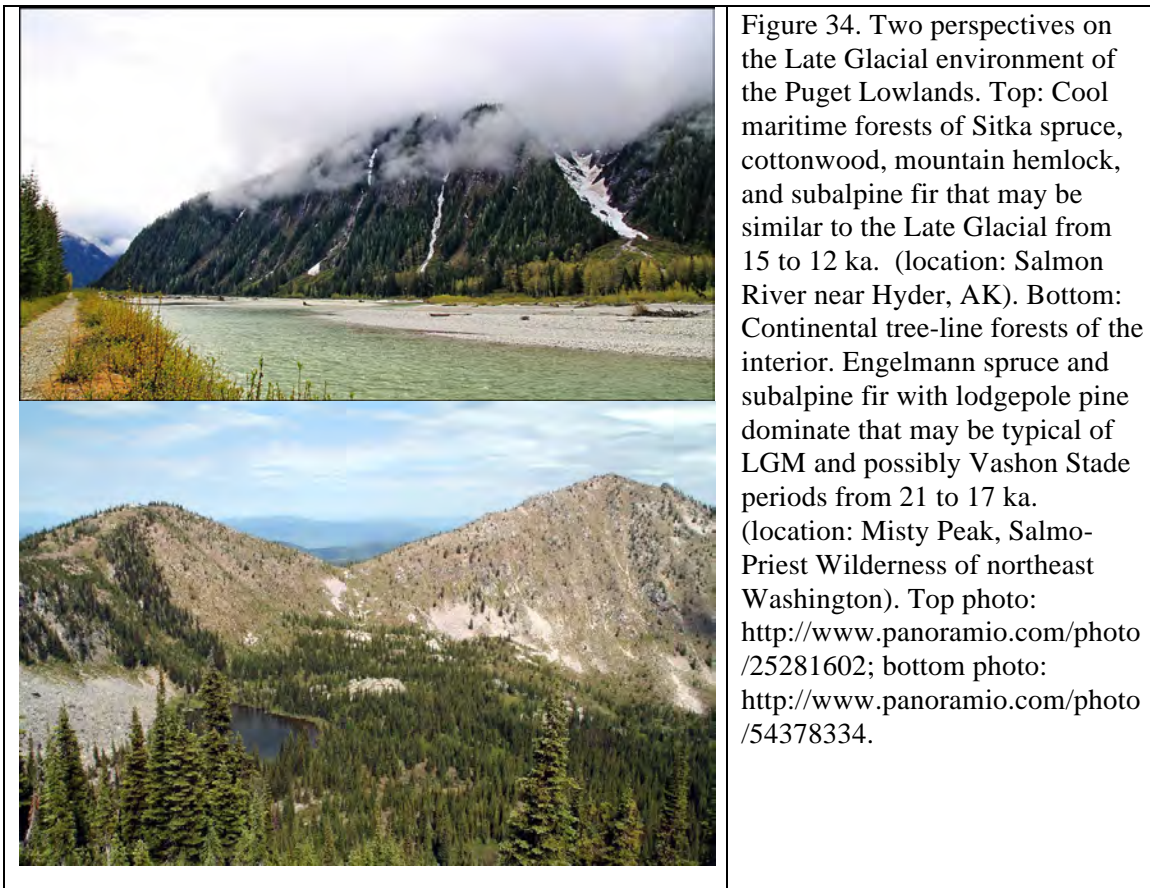 Figure 34. Two perspectives on
the Late Glacial environment of
the Puget Lowlands. Top: Cool
maritime forests of Sitka spruce,
cottonwood, mountain hemlock,
and subalpine fir that may be
similar to the Late Glacial from
15 to 12 ka. (location: Salmon
River near Hyder, AK). Bottom:
Continental tree-line forests of the
interior. Engelmann spruce and
subalpine fir with lodgepole pine
dominate that may be typical of
LGM and possibly Vashon Stade
periods from 21 to 17 ka.
(location: Misty Peak, Salmo-
Priest Wilderness of northeast
Washington). Top photo:
http://www.panoramio.com/photo
/25281602; bottom photo:
http://www.panoramio.com/photo
/54378334.